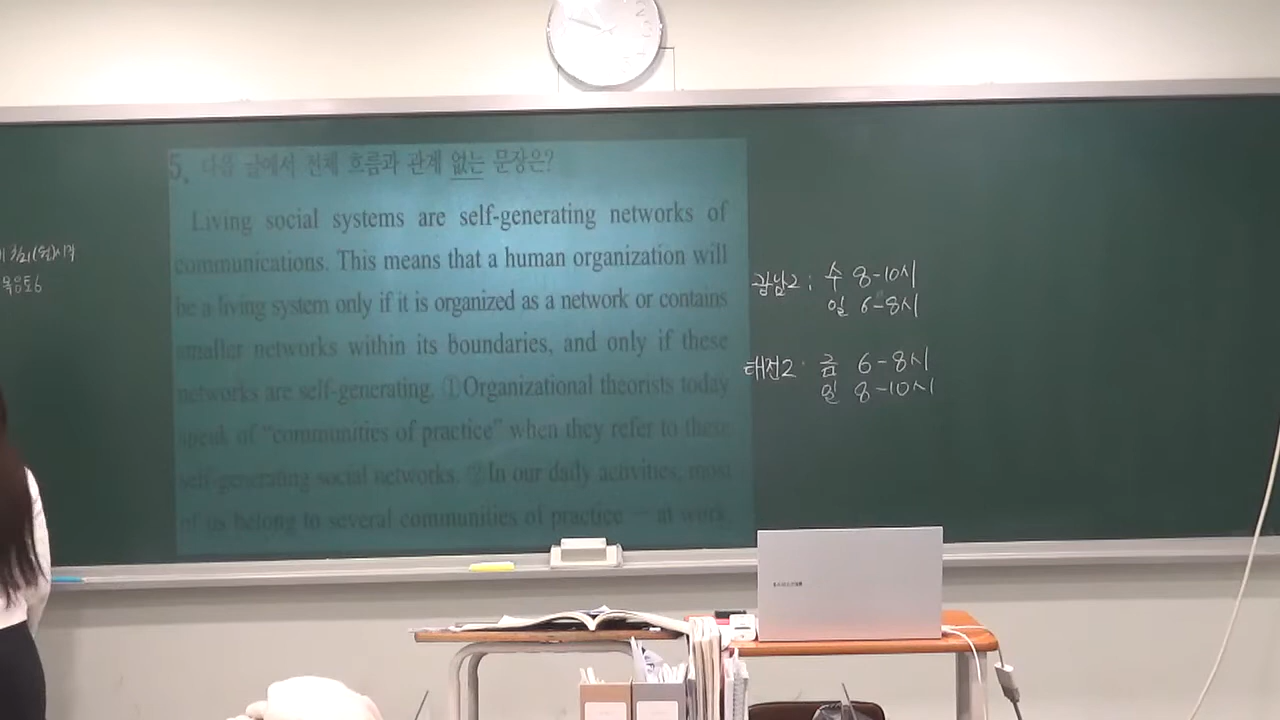 5. 다음 글에서 전체 흐름과 관계 없는 문장은?
Living social systems are self-generating networks of
communications. This means that a human organization will
be a living system only if it is organized as a network or contains
smaller networks within its boundaries, and only if these
networks are self-generating. ①Organizational theorists today
speak of “communities of practice” when they refer to these
self-generating social networks. ②In our daily activities, most
of us belong to several communities of practice — at work,
목음토6
강남2 : 수 8-10시
일 6-8시
대전2 : 금 6-8시
일 8-10시